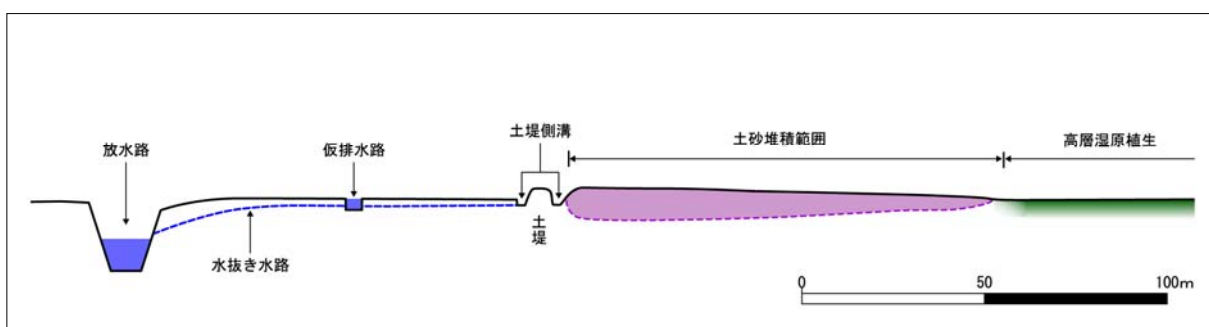 放水路
仮排水路
土堤側溝
土砂堆積範囲
高層湿原植生
水抜き水路
土堤
0
50
100m